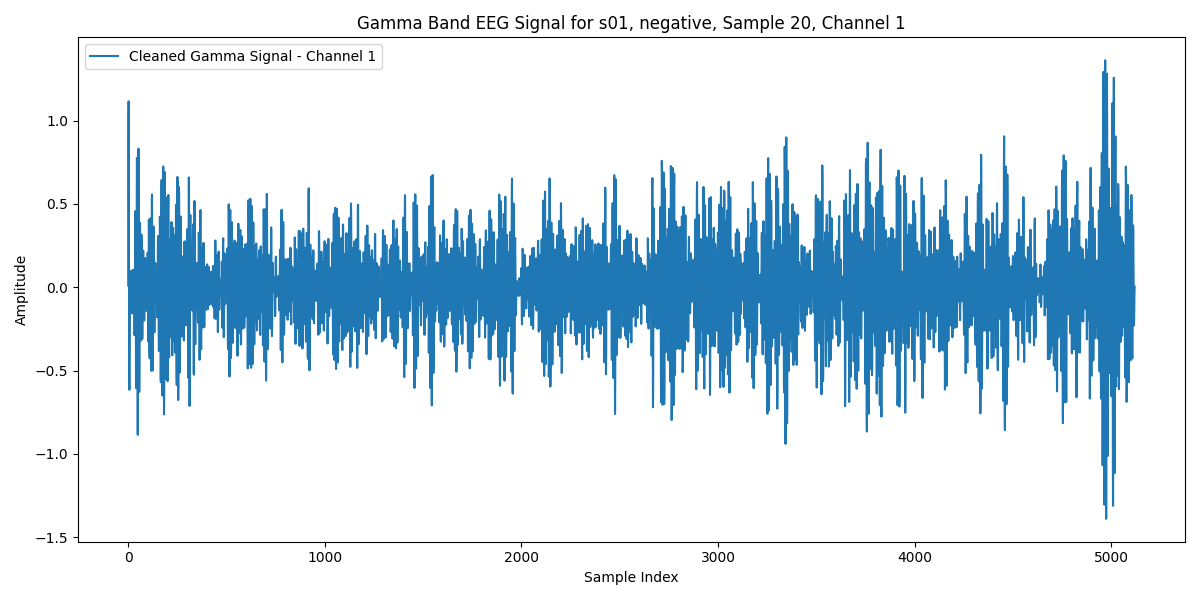 Gamma Band EEG Signal for s01, negative, Sample 20, Channel 1
Cleaned Gamma Signal - Channel 1
1.0
0.5
0.0
−0.5
−1.0
−1.5
Amplitude
0 1000 2000 3000 4000 5000
Sample Index